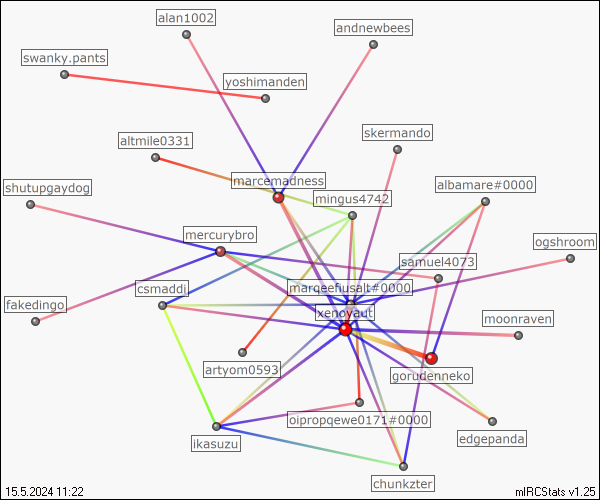 alan1002
andnewbees
swanky.pants
yoshimanden
skermando
altmile0331
marcemadness
albamare#0000
shutupgaydog
mingus4742
mercurybro
ogshroom
samuel4073
csmaddi
marqeefiusalt#0000
fakedingo
xenoyaut
moonraven
artyom0593
gorudenneko
oipropqewe0171#0000
edgepanda
ikasuzu
chunkzter
15.5.2024 11:22
mIRCStats v1.25